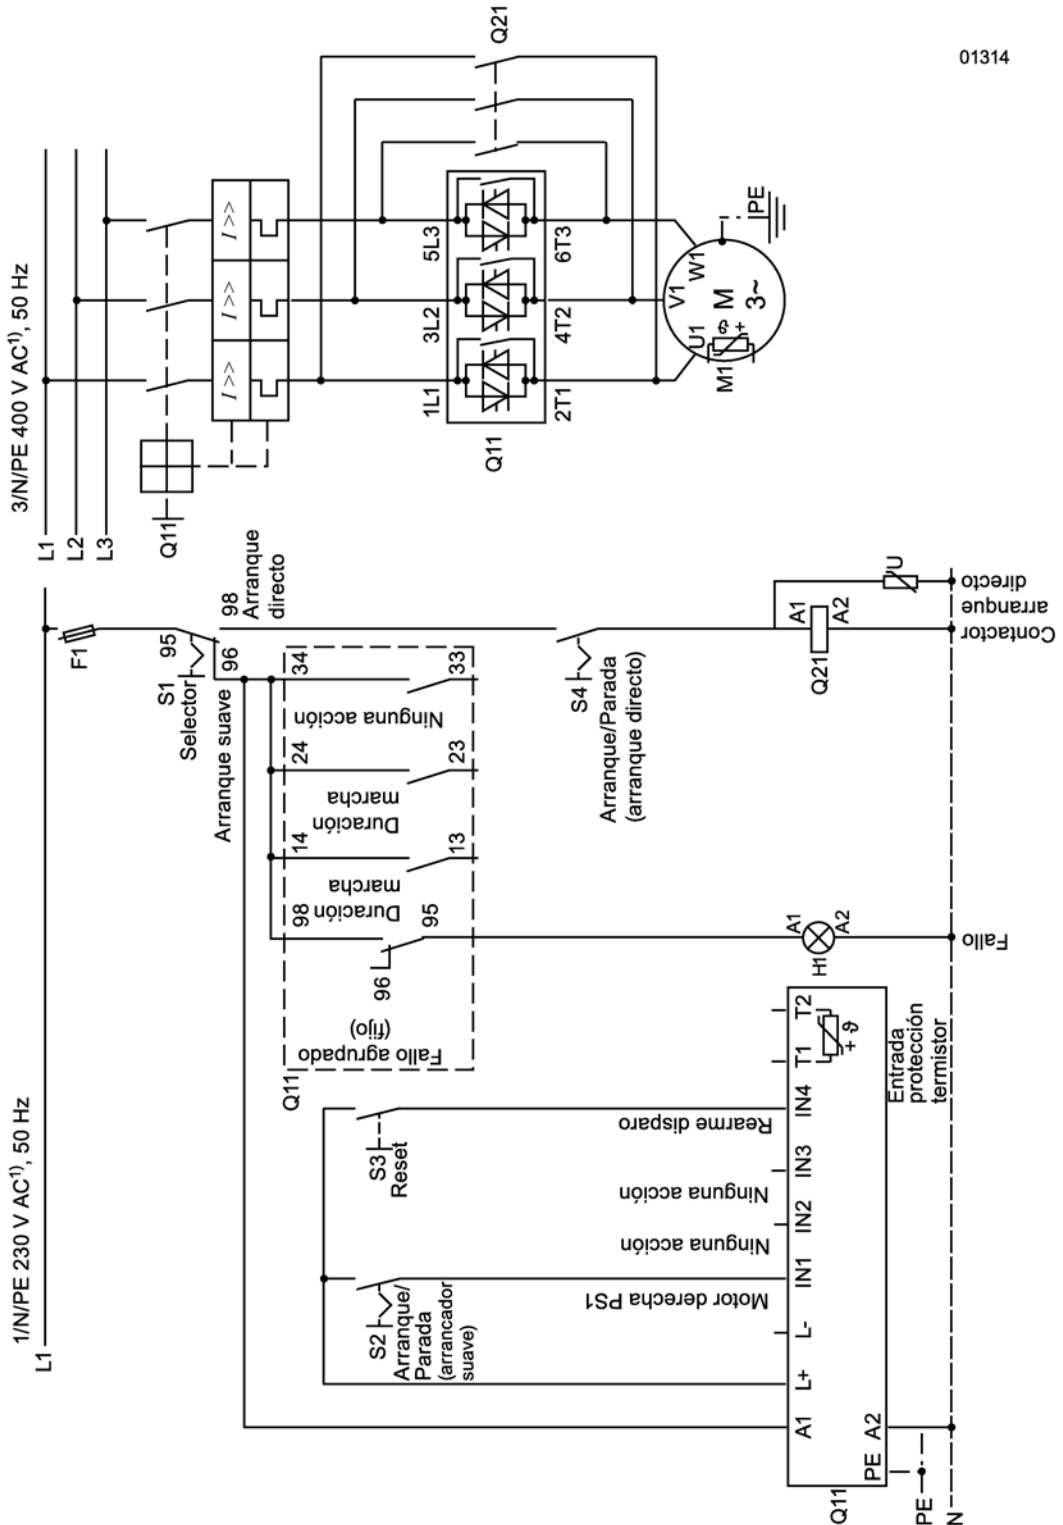 1/N/PE 230 V AC¹⁾, 50 Hz
L1
F1
95
S1
Selector
96
98
Arranque
directo
Arranque suave
Q11
Fallo agrupado
(fijo)
96
98
95
Duración
marcha
14
13
Duración
marcha
24
23
Ninguna acción
34
33
S2
Arranque/
Parada
(arrancador
suave)
S3
Reset
S4
Arranque/Parada
(arranque directo)
Motor derecha PS1
Ninguna acción
Ninguna acción
Rearme disparo
A1
L+
L-
IN1
IN2
IN3
IN4
T1
T2
+ ϑ
PE
A2
Q11
Entrada
protección
termistor
PE
N
H1
A1
A2
Fallo
Q21
A1
A2
U
Contactor
arranque
directo
3/N/PE 400 V AC¹⁾, 50 Hz
L1
L2
L3
Q11
I >>
I >>
I >>
Q21
1L1
3L2
5L3
Q11
2T1
4T2
6T3
M1
U1
V1
W1
ϑ +
M
3~
PE
01314